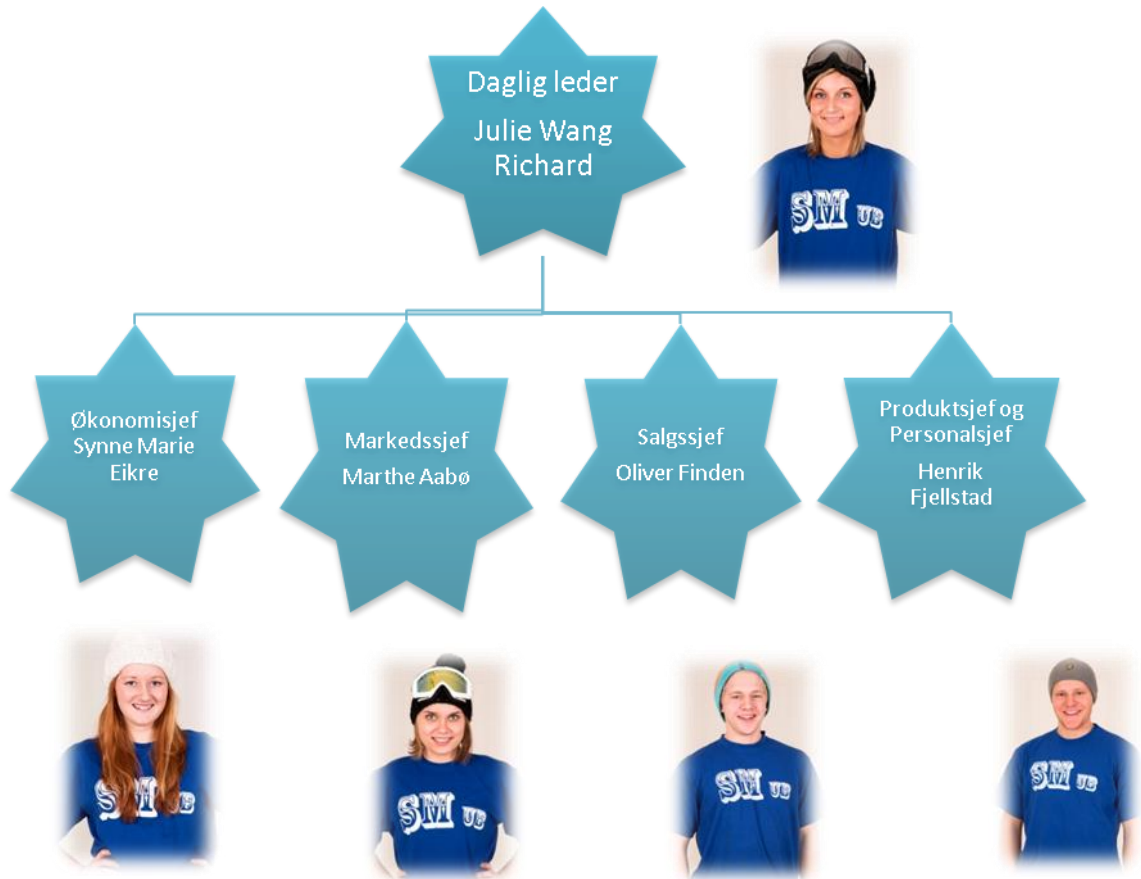 Daglig leder
Julie Wang
Richard
SM UB
Økonomisjef
Synne Marie
Eikre
Markedssjef
Marthe Aabø
Salgssjef
Oliver Finden
Produktsjef og
Personalsjef
Henrik
Fjellstad
SM UB
SM UB
SM UB
SM UB